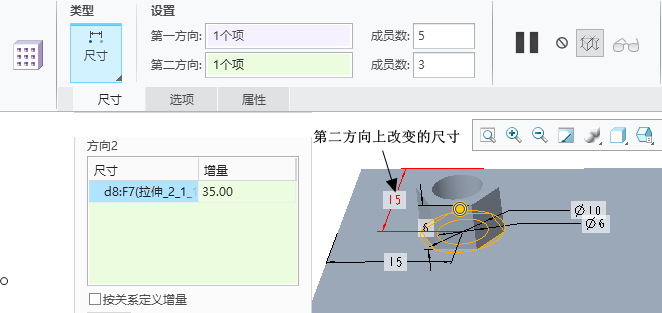 类型
设置
尺寸
第一方向: 1个项 成员数: 5
第二方向: 1个项 成员数: 3
尺寸 选项 属性
方向2
尺寸 增量
d8:F7(拉伸_2_1_ 35.00
按关系定义增量
第二方向上改变的尺寸
15
Ø10
6
Ø6
15